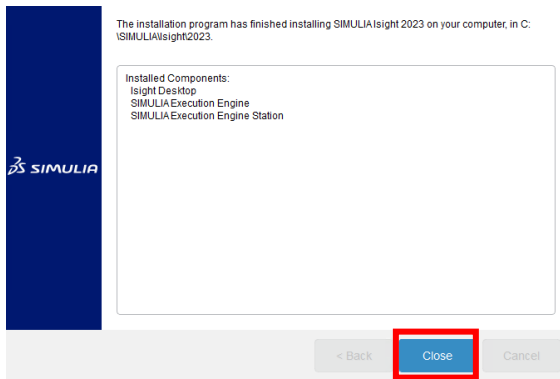 The installation program has finished installing SIMULIA Isight 2023 on your computer, in C:
\SIMULIA\Isight\2023.
Installed Components:
Isight Desktop
SIMULIA Execution Engine
SIMULIA Execution Engine Station
SIMULIA
< Back
Close
Cancel